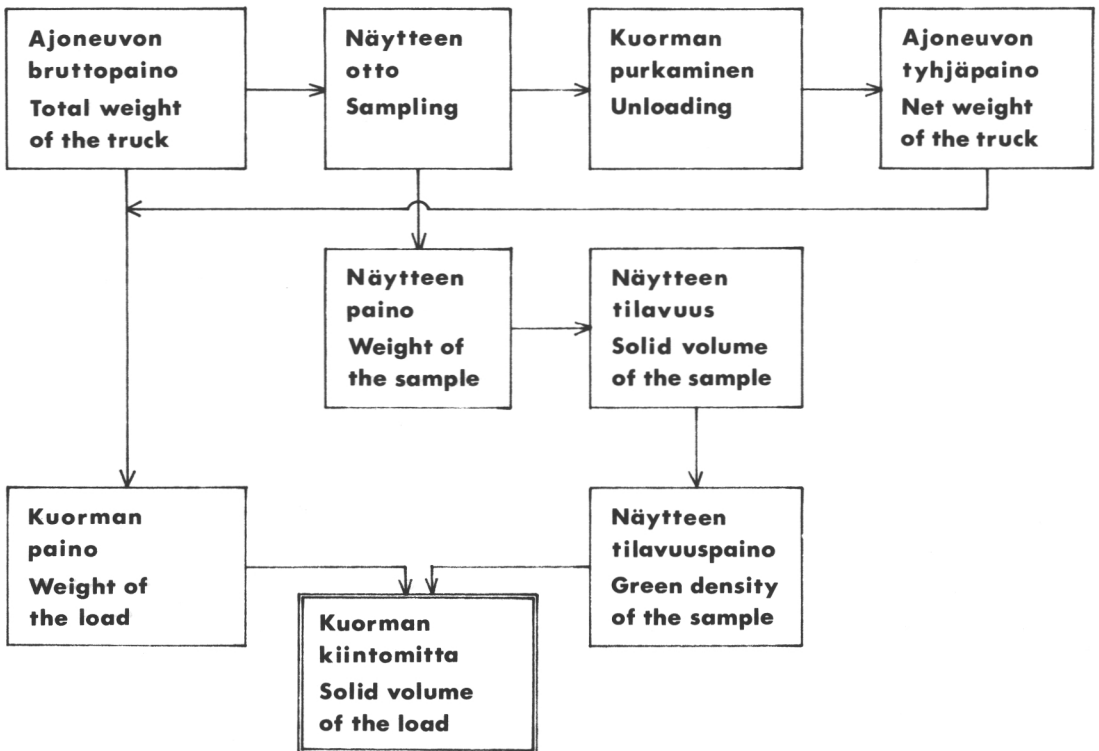 Ajoneuvon
bruttopaino
Total weight
of the truck
Näytteen
otto
Sampling
Kuorman
purkaminen
Unloading
Ajoneuvon
tyhjäpaino
Net weight
of the truck
Näytteen
paino
Weight of
the sample
Näytteen
tilavuus
Solid volume
of the sample
Kuorman
paino
Weight of
the load
Näytteen
tilavuuspaino
Green density
of the sample
Kuorman
kiintomitta
Solid volume
of the load